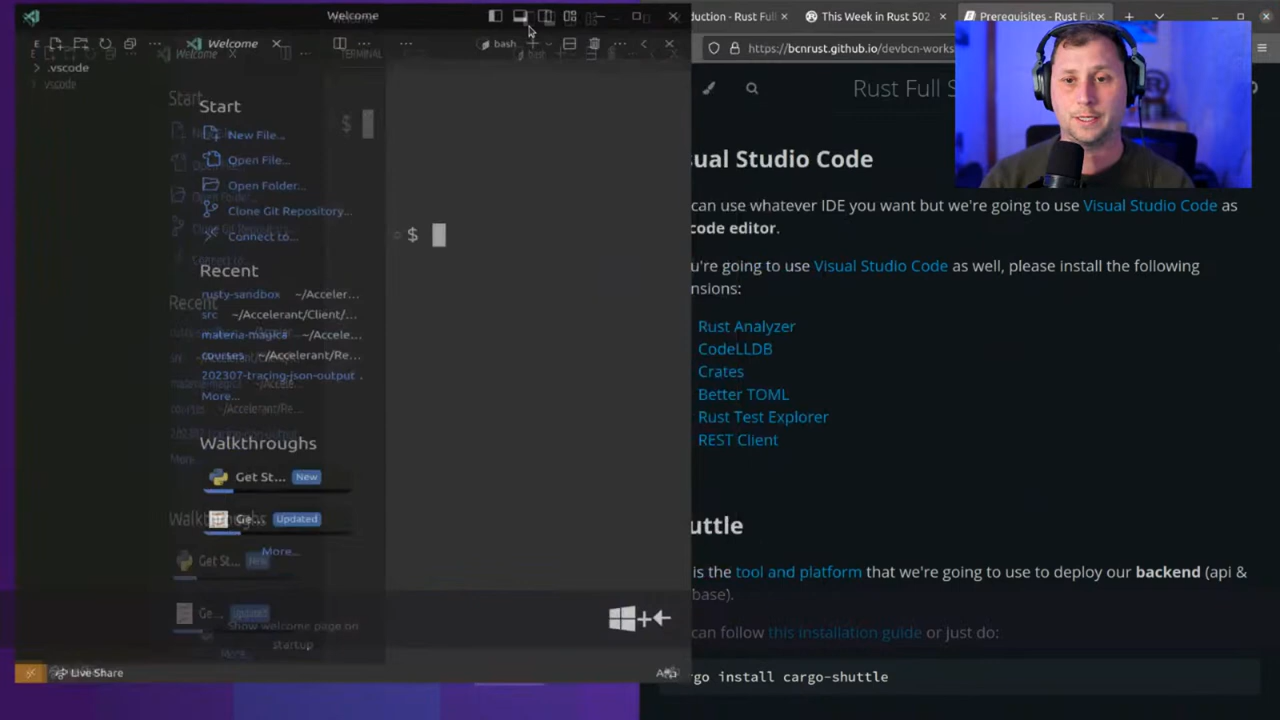 Welcome
Welcome
bash
.vscode
Start
New File...
Open File...
Open Folder...
Clone Git Repository...
Connect to...
Recent
rusty-sandbox ~/Acceler...
src ~/Accelerant/Client/...
materia-magica ~/Accele...
courses ~/Accelerant/Re...
202307-tracing-json-output .
More...
Walkthroughs
Get St... New
Ge... Updated
More...
Show welcome page on
startup
$
Live Share
duction - Rust Full
This Week in Rust 502
Prerequisites - Rust Ful
https://bcnrust.github.io/devbcn-works
Rust Full S
ual Studio Code
can use whatever IDE you want but we're going to use Visual Studio Code as
code editor.
u're going to use Visual Studio Code as well, please install the following
nsions:
Rust Analyzer
CodeLLDB
Crates
Better TOML
Rust Test Explorer
REST Client
uttle
is the tool and platform that we're going to use to deploy our backend (api &
base).
can follow this installation guide or just do:
go install cargo-shuttle